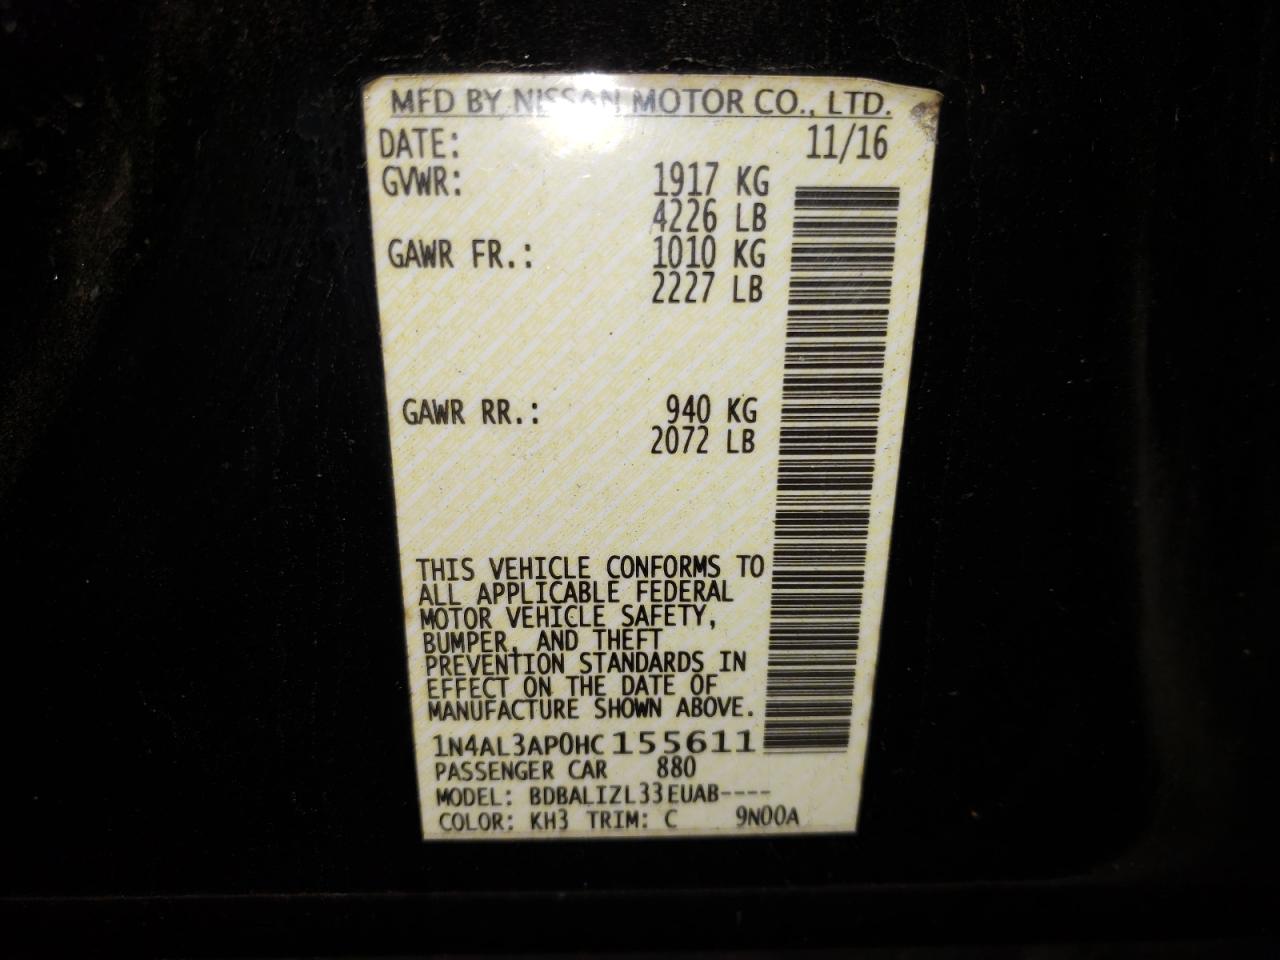 MFD BY NISSAN MOTOR CO., LTD.
DATE: 11/16
GVWR: 1917 KG
4226 LB
GAWR FR.: 1010 KG
2227 LB
GAWR RR.: 940 KG
2072 LB
THIS VEHICLE CONFORMS TO
ALL APPLICABLE FEDERAL
MOTOR VEHICLE SAFETY,
BUMPER, AND THEFT
PREVENTION STANDARDS IN
EFFECT ON THE DATE OF
MANUFACTURE SHOWN ABOVE.
1N4AL3AP0HC155611
PASSENGER CAR 880
MODEL: BDBALIZL33EUAB----
COLOR: KH3 TRIM: C 9N00A